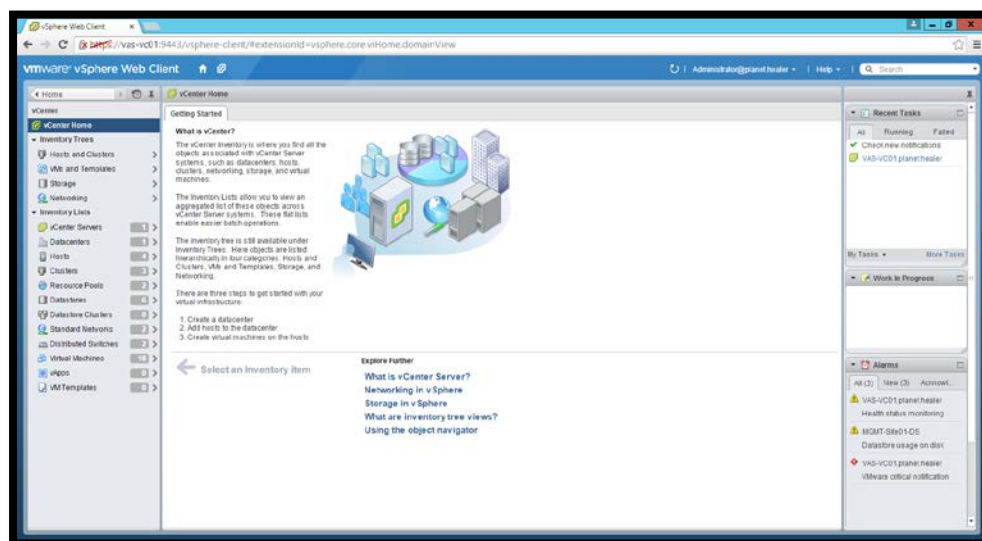 vSphere Web Client
https://vas-vc01:9443/vsphere-client/#extensionId=vsphere.core.viHome.domainView
vmware® vSphere Web Client
Administrator@planet.healer
Help
Search
Home
vCenter Home
Recent Tasks
vCenter
Getting Started
All Running Failed
vCenter Home
What is vCenter?
Check new notifications
Inventory Trees
The vCenter inventory is where you find all the
VAS-VC01.planet.healer
Hosts and Clusters
objects associated with vCenter Server
VMs and Templates
systems, such as datacenters, hosts,
Storage
clusters, networking, storage, and virtual
Networking
machines.
Inventory Lists
The Inventory Lists allow you to view an
vCenter Servers
aggregated list of these objects across
Datacenters
vCenter Server systems. These flat lists
Hosts
enable easier batch operations.
Clusters
The inventory tree is still available under
Resource Pools
Inventory Trees. Here objects are listed
Datastores
hierarchically in four categories: Hosts and
Datastore Clusters
Clusters, VMs and Templates, Storage, and
Standard Networks
Networking.
Distributed Switches
There are three steps to get started with your
Virtual Machines
virtual infrastructure:
vApps
1. Create a datacenter
VM Templates
2. Add hosts to the datacenter
3. Create virtual machines on the hosts
Select an Inventory item
Explore Further
What is vCenter Server?
Networking in vSphere
Storage in vSphere
What are inventory tree views?
Using the object navigator
My Tasks
More Tasks
Work In Progress
Alarms
All (3) New (3) Acknowl...
VAS-VC01.planet.healer
Health status monitoring
MGMT-Site01-DS
Datastore usage on disk
VAS-VC01.planet.healer
VMware critical notification